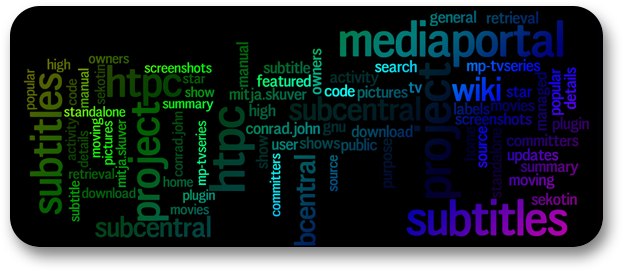 general
retrieval
mediaportal
owners
high
popular
code
manual
sekotin
screenshots
htpc
star
show
summary
manual
subtitle
featured
owners
activity
search
code
pictures
tv
mp-tvseries
wiki
star
movies
managed
popular
details
labels
screenshots
subtitles
standalone
activity
details
moving
pictures
mitja.skuver
project
conrad.john
mp-tvseries
htpc
mitja.skuver
high
subcentral
conrad.john
gnu
download
project
source
standalone
plugin
committers
show
user
shows
public
purpose
updates
summary
moving
retrieval
subtitle
download
home
plugin
movies
committers
source
bcentral
sekotin
subcentral
subtitles